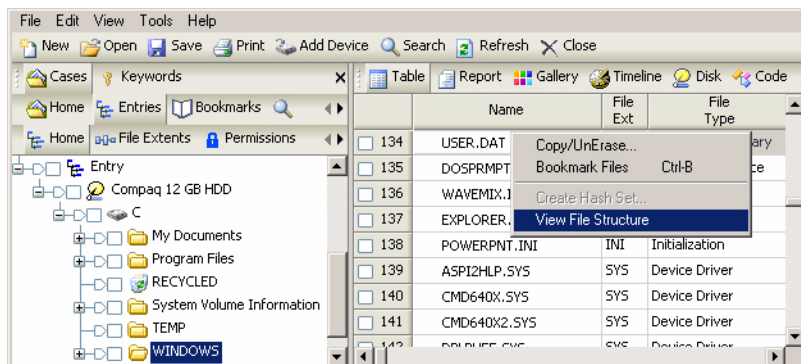 File Edit View Tools Help
New Open Save Print Add Device Search Refresh Close
Cases Keywords
Home Entries Bookmarks
Home File Extents Permissions
Entry
Compaq 12 GB HDD
C
My Documents
Program Files
RECYCLED
System Volume Information
TEMP
WINDOWS
Table Report Gallery Timeline Disk Code
Name File Ext File Type
134 USER.DAT
135 DOSPRMPT
136
137 EXPLORER.
138 POWERPNT.INI INI Initialization
139 ASPI2HLP.SYS SYS Device Driver
140 CMD640X.SYS SYS Device Driver
141 CMD640X2.SYS SYS Device Driver
SYS Device Driver
Copy/UnErase...
Bookmark Files Ctrl-B
Create Hash Set...
View File Structure